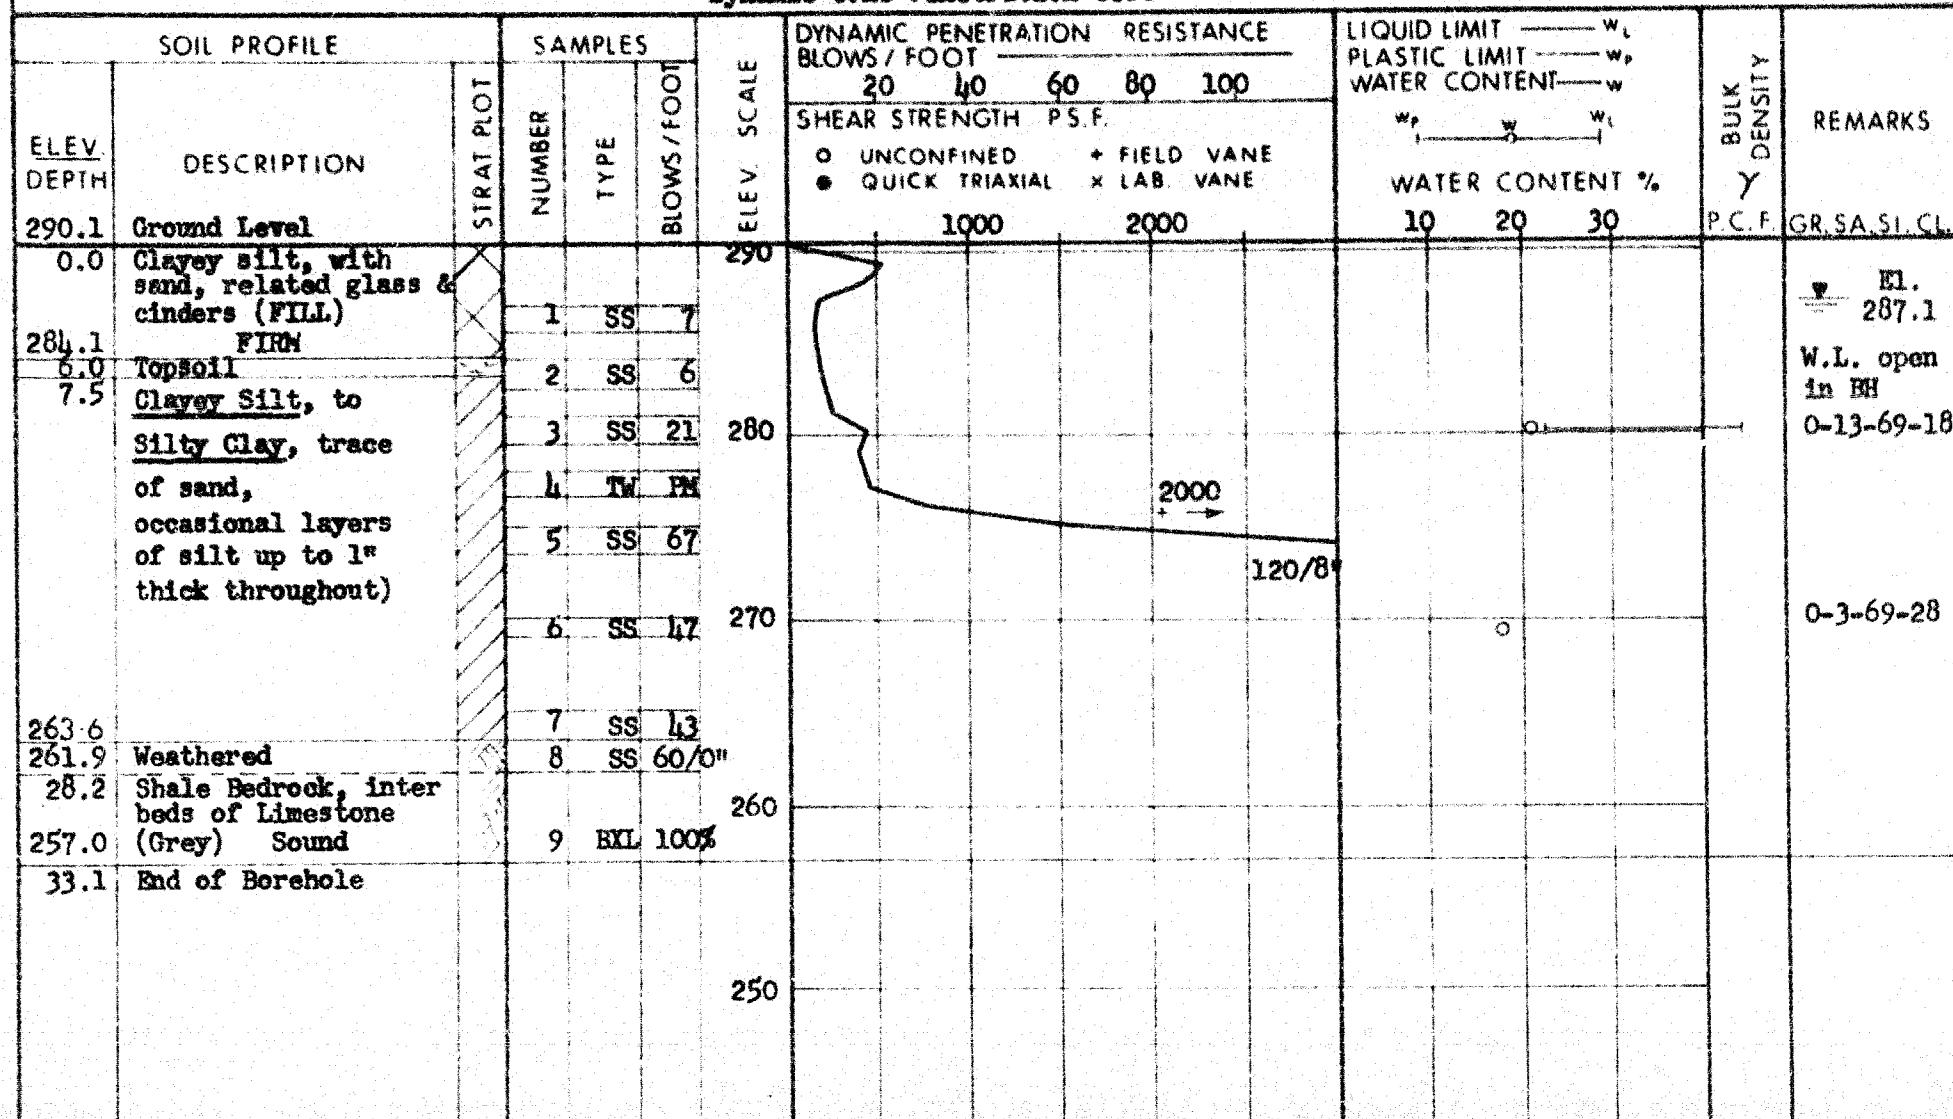 SOIL PROFILE
SAMPLES
ELEV. SCALE
DYNAMIC PENETRATION RESISTANCE
BLOWS / FOOT
20 40 60 80 100
SHEAR STRENGTH P.S.F.
○ UNCONFINED + FIELD VANE
● QUICK TRIAXIAL × LAB. VANE
1000 2000
LIQUID LIMIT —— wL
PLASTIC LIMIT —— wP
WATER CONTENT —— w
wP w wL
WATER CONTENT %
10 20 30
BULK DENSITY
γ
P.C.F.
REMARKS
GR. SA. SI. CL.
ELEV.
DEPTH
DESCRIPTION
STRAT PLOT
NUMBER
TYPE
BLOWS / FOOT
290.1 Ground Level
0.0 Clayey silt, with
sand, related glass &
cinders (FILL)
284.1 FIRM
6.0 Topsoil
7.5 Clayey Silt, to
Silty Clay, trace
of sand,
occasional layers
of silt up to 1"
thick throughout)
263.6
261.9 Weathered
28.2 Shale Bedrock, inter
beds of Limestone
257.0 (Grey) Sound
33.1 End of Borehole
1 SS 7
2 SS 6
3 SS 21
4 TW PM
5 SS 67
6 SS 47
7 SS 43
8 SS 60/0"
9 BXL 100%
290
280
270
260
250
2000
120/8"
El.
287.1
W.L. open
in BH
0-13-69-18
0-3-69-28